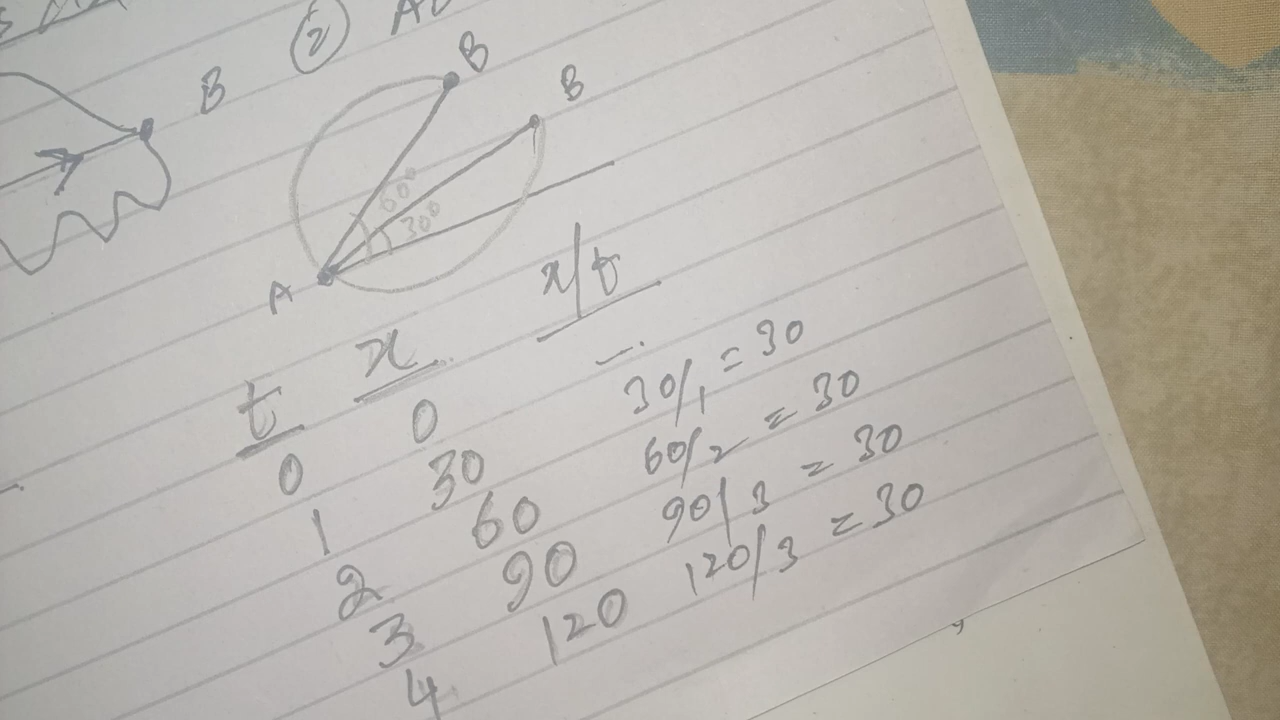 ② A
B
B
B
60°
30°
A
t x x/t
0 0 —
1 30 30/1 = 30
2 60 60/2 = 30
3 90 90/3 = 30
4 120 120/3 = 30